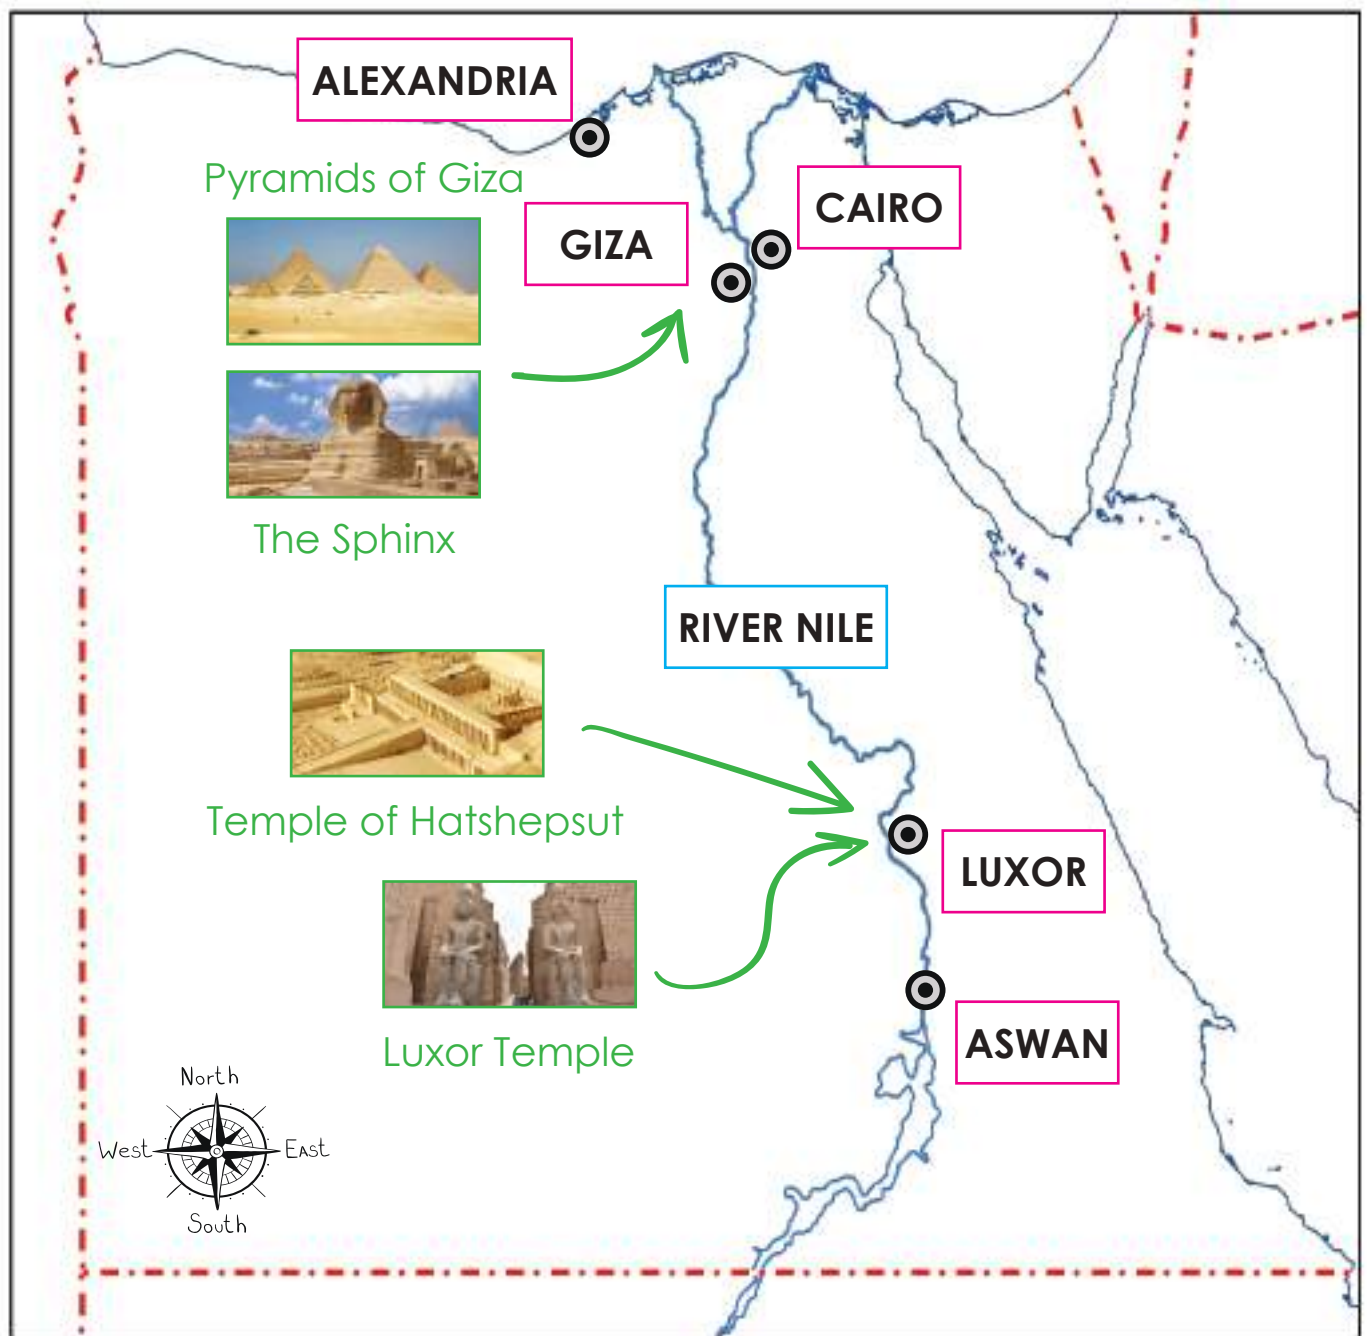 ALEXANDRIA
Pyramids of Giza
CAIRO
GIZA
The Sphinx
RIVER NILE
Temple of Hatshepsut
LUXOR
Luxor Temple
ASWAN
North
West
East
South